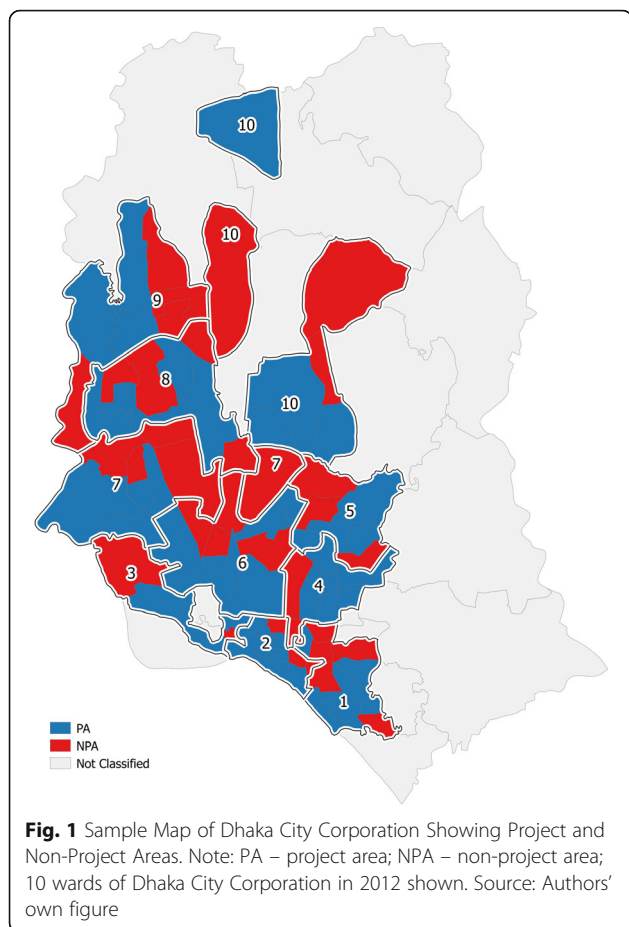 10
10
9
8
10
7
7
5
6
3
4
2
1
PA
NPA
Not Classified
Fig. 1 Sample Map of Dhaka City Corporation Showing Project and
Non-Project Areas. Note: PA – project area; NPA – non-project area;
10 wards of Dhaka City Corporation in 2012 shown. Source: Authors’
own figure